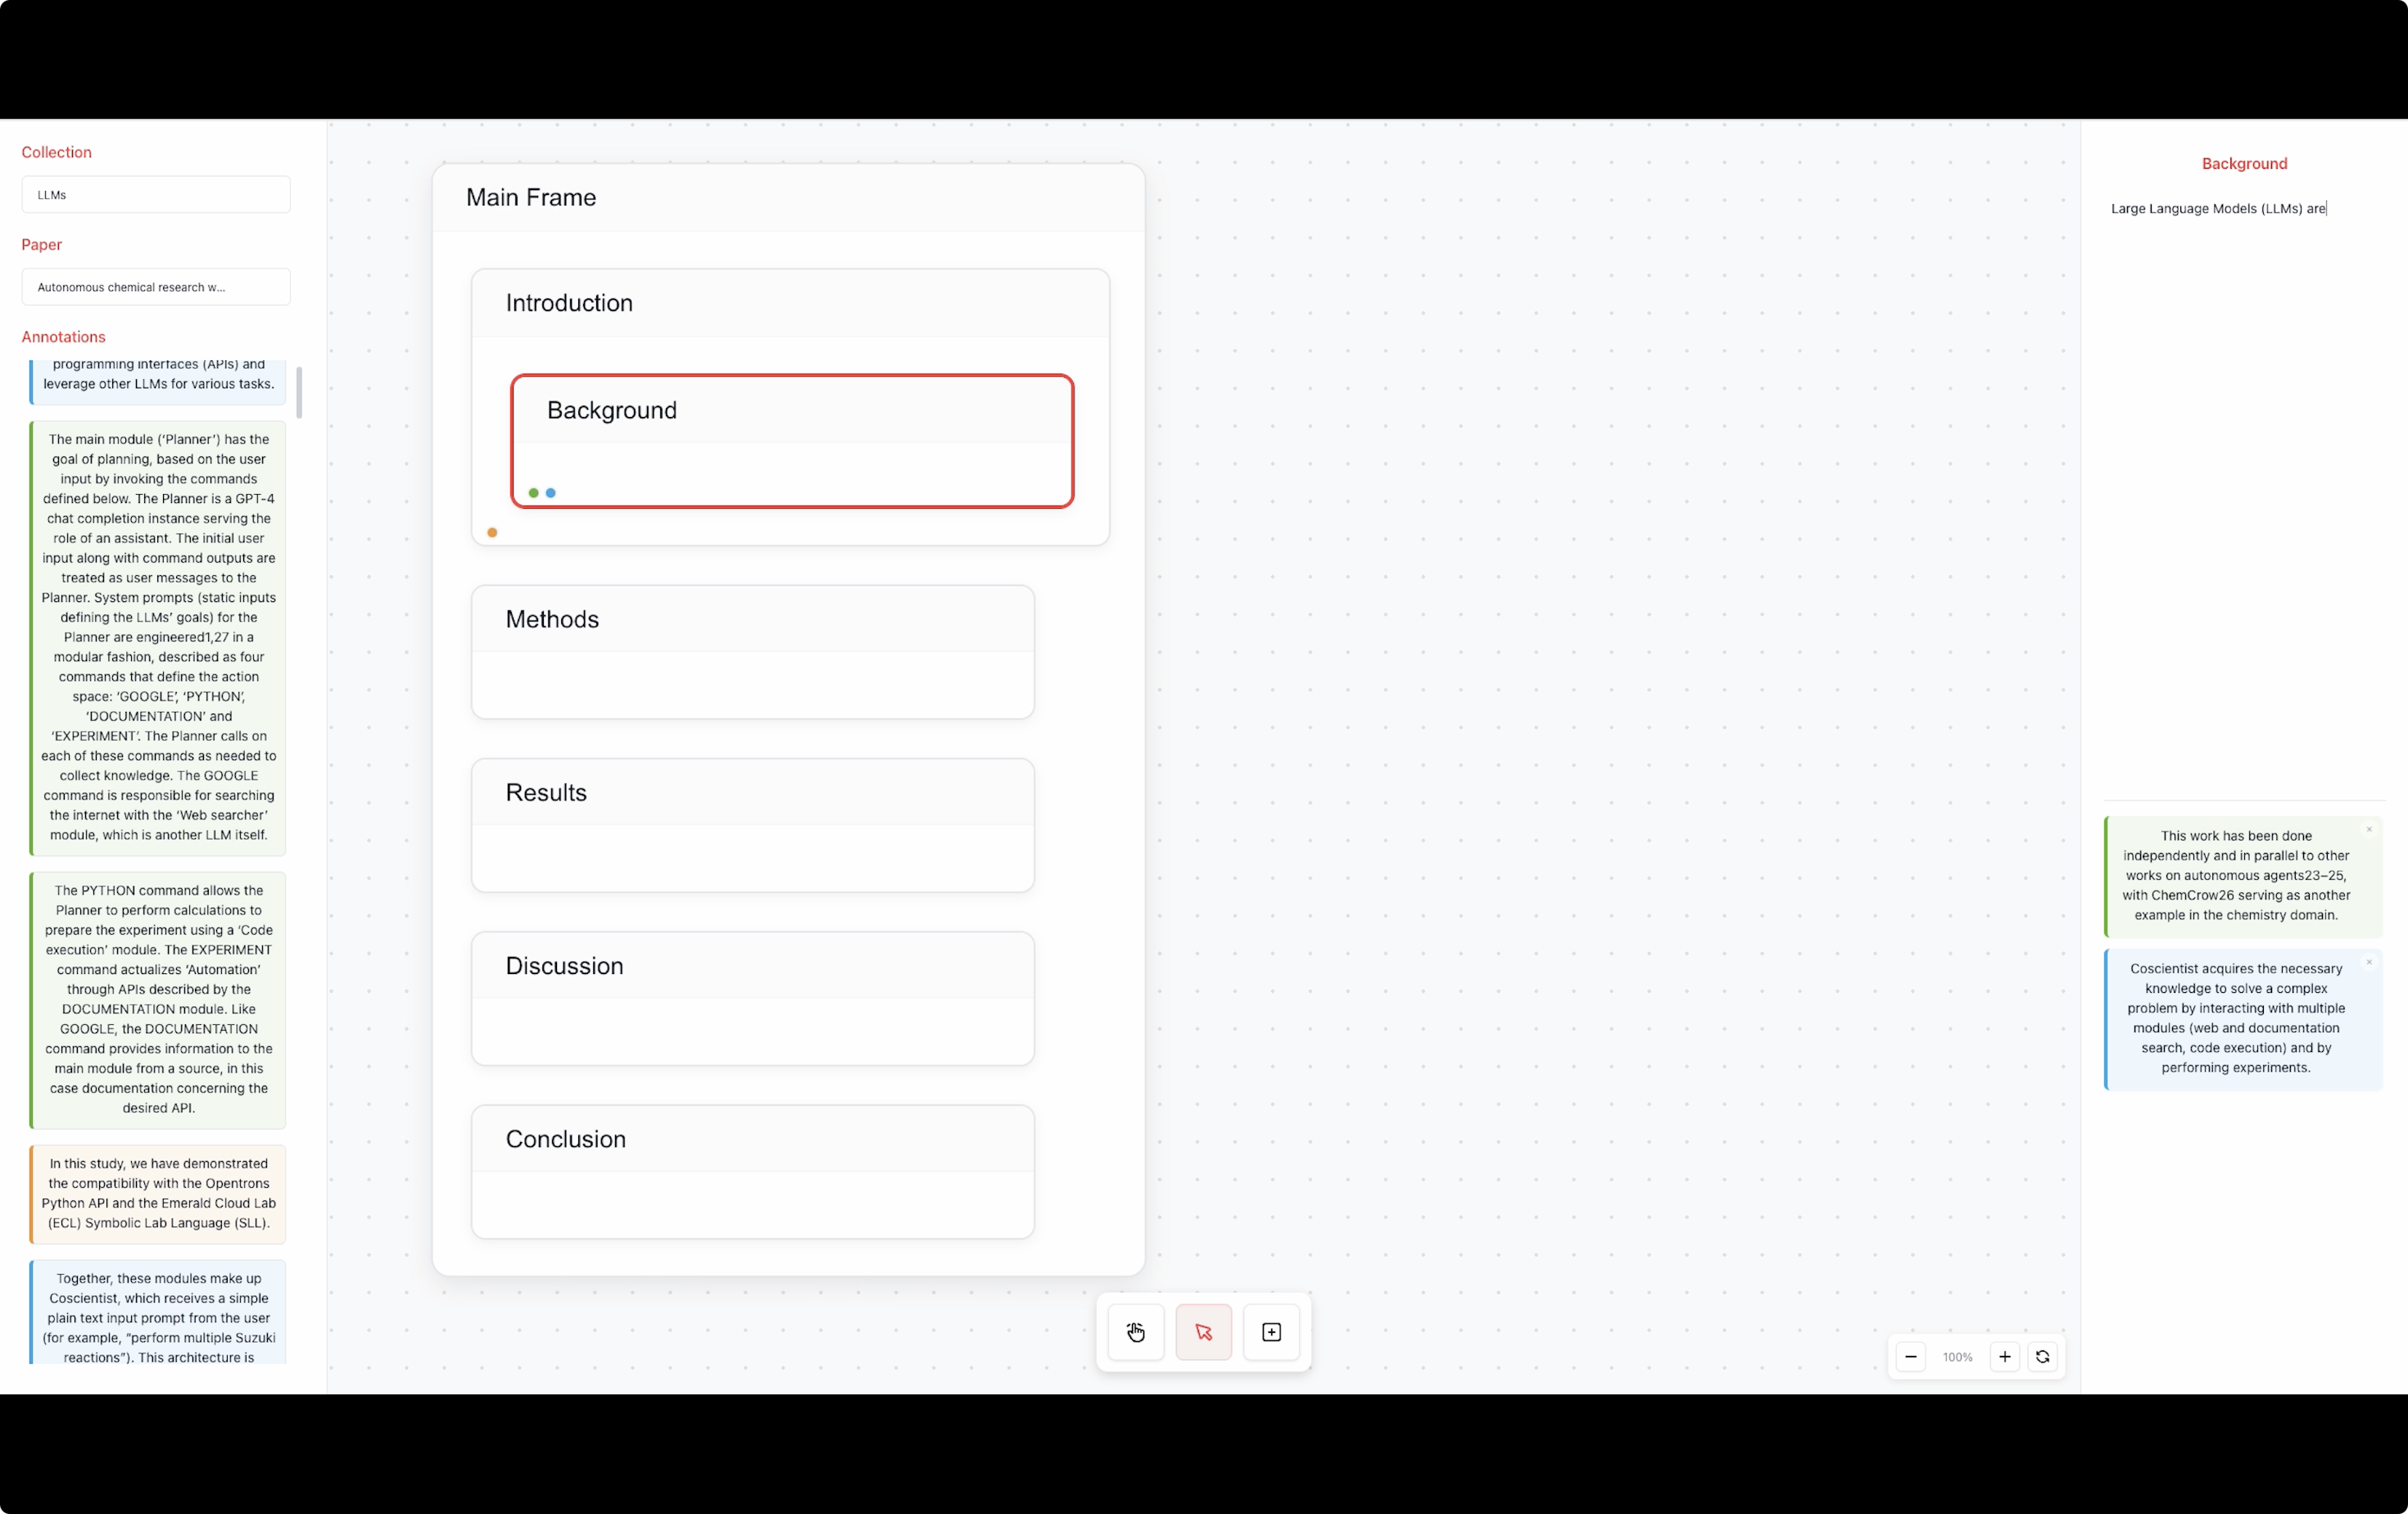 Collection
LLMs
Paper
Autonomous chemical research w...
Annotations
programming interfaces (APIs) and
leverage other LLMs for various tasks.
The main module (‘Planner’) has the
goal of planning, based on the user
input by invoking the commands
defined below. The Planner is a GPT-4
chat completion instance serving the
role of an assistant. The initial user
input along with command outputs are
treated as user messages to the
Planner. System prompts (static inputs
defining the LLMs’ goals) for the
Planner are engineered1,27 in a
modular fashion, described as four
commands that define the action
space: ‘GOOGLE’, ‘PYTHON’,
‘DOCUMENTATION’ and
‘EXPERIMENT’. The Planner calls on
each of these commands as needed to
collect knowledge. The GOOGLE
command is responsible for searching
the internet with the ‘Web searcher’
module, which is another LLM itself.
The PYTHON command allows the
Planner to perform calculations to
prepare the experiment using a ‘Code
execution’ module. The EXPERIMENT
command actualizes ‘Automation’
through APIs described by the
DOCUMENTATION module. Like
GOOGLE, the DOCUMENTATION
command provides information to the
main module from a source, in this
case documentation concerning the
desired API.
In this study, we have demonstrated
the compatibility with the Opentrons
Python API and the Emerald Cloud Lab
(ECL) Symbolic Lab Language (SLL).
Together, these modules make up
Coscientist, which receives a simple
plain text input prompt from the user
(for example, “perform multiple Suzuki
reactions”). This architecture is
Main Frame
Introduction
Background
Methods
Results
Discussion
Conclusion
100%
Background
Large Language Models (LLMs) are
This work has been done
independently and in parallel to other
works on autonomous agents23–25,
with ChemCrow26 serving as another
example in the chemistry domain.
Coscientist acquires the necessary
knowledge to solve a complex
problem by interacting with multiple
modules (web and documentation
search, code execution) and by
performing experiments.